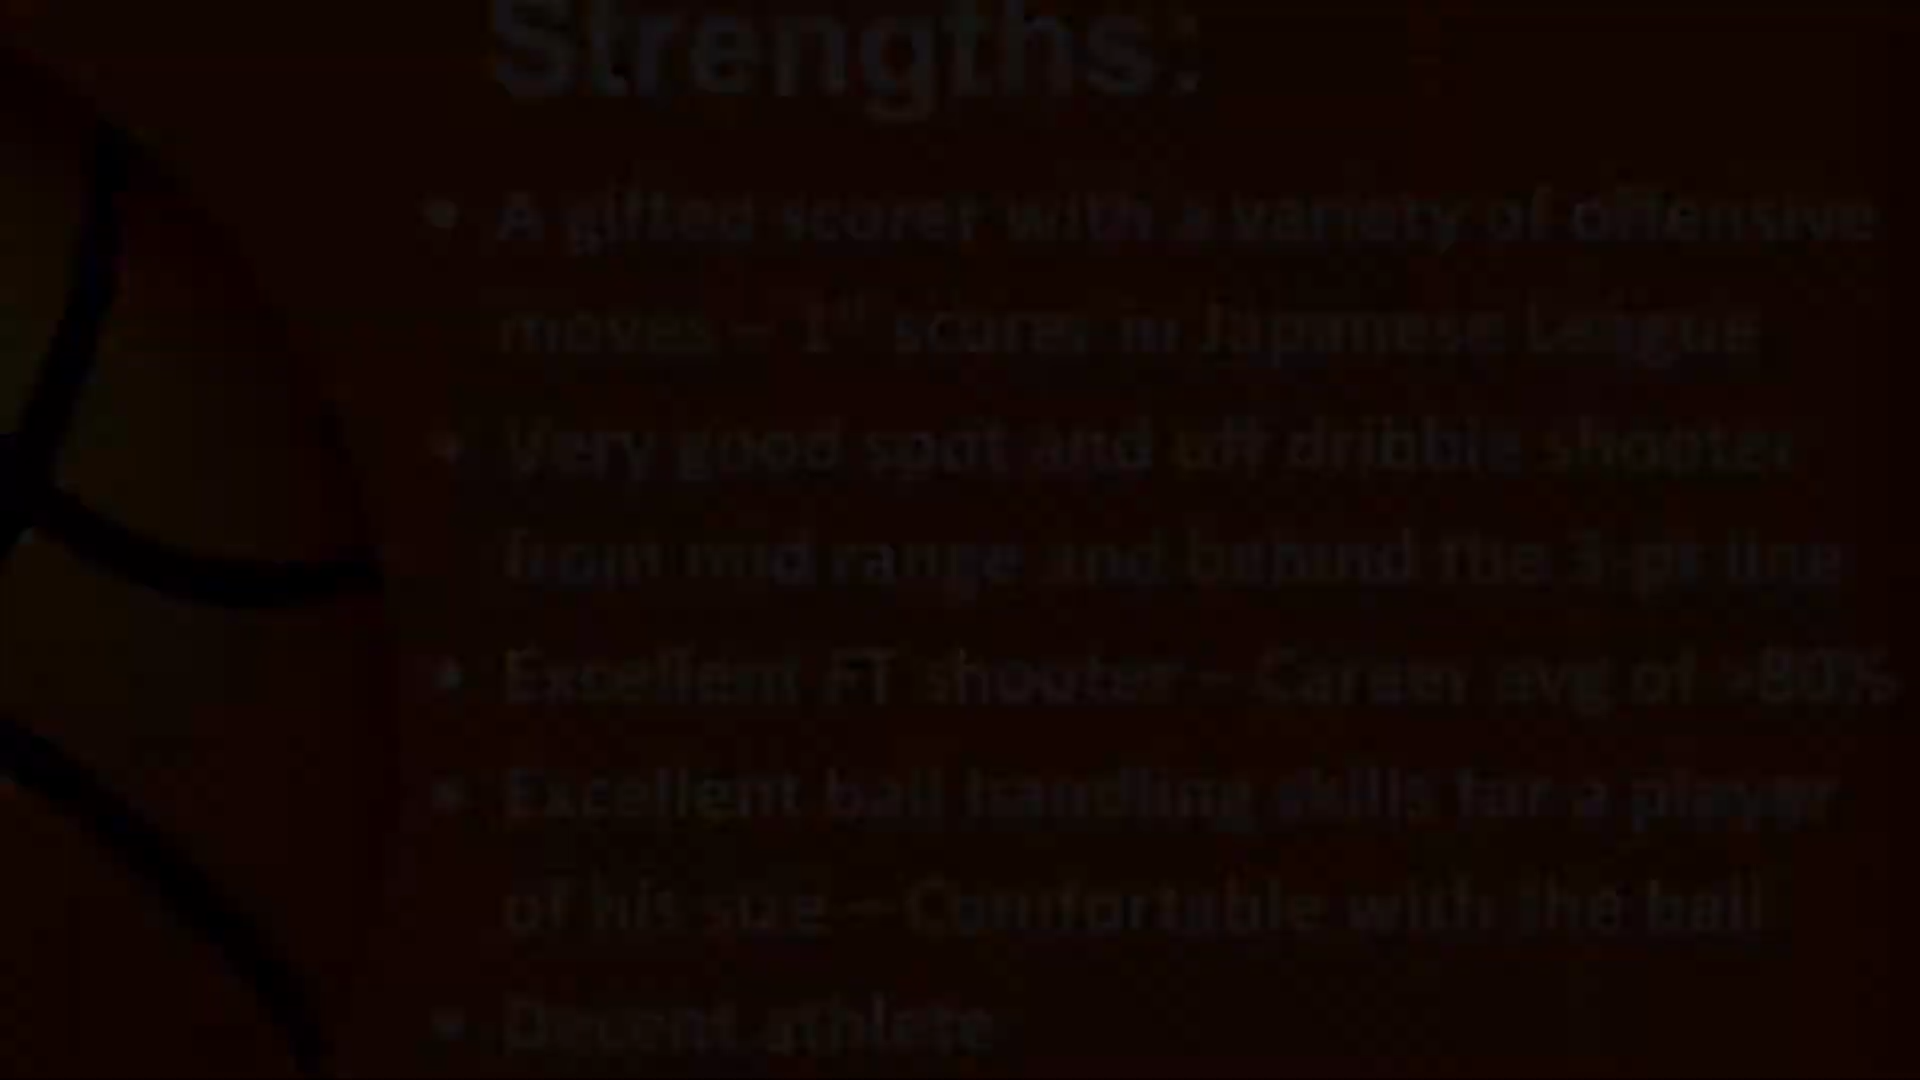 Strengths:
• A gifted scorer with a variety of offensive
moves – 1st scorer in Japanese League
• Very good spot and off dribble shooter
from mid range and behind the 3-pt line
• Excellent FT shooter – Career avg of >80%
• Excellent ball handling skills for a player
of his size – Comfortable with the ball
• Decent athlete